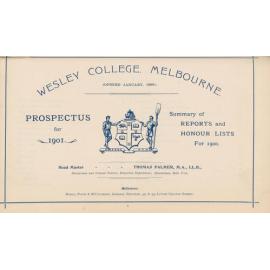 WESLEY COLLEGE, MELBOURNE.
(OPENED JANUARY, 1866).
PROSPECTUS
for
1901.
Summary of
REPORTS and
HONOUR LISTS
For 1900.
Head Master - - - THOMAS PALMER, M.A., LL.B.,
Melbourne: